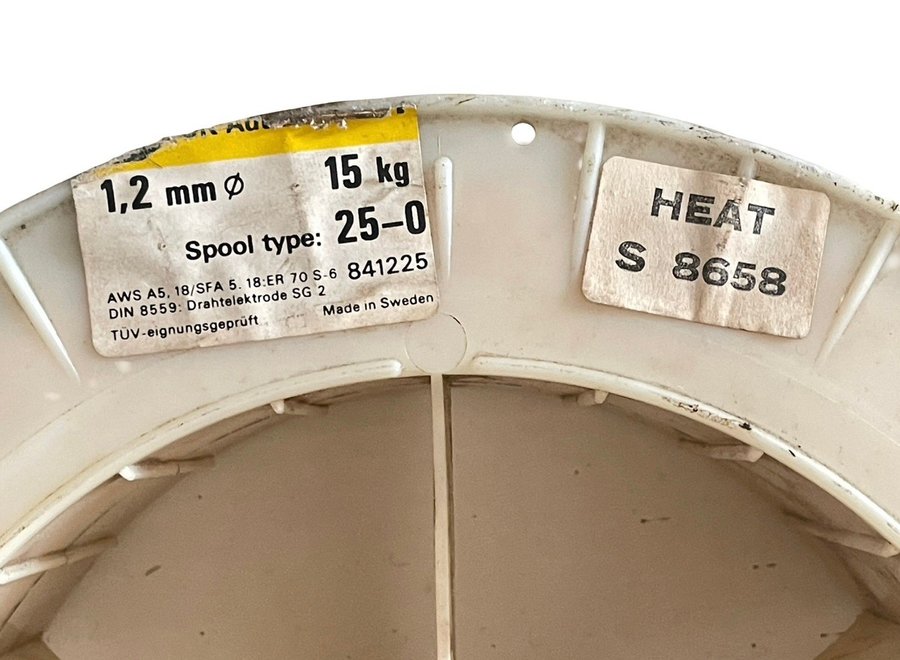 1,2 mm Ø
15 kg
Spool type: 25–0
AWS A5, 18/SFA 5. 18:ER 70 S-6 841225
DIN 8559: Drahtelektrode SG 2
TÜV-eignungsgeprüft
Made in Sweden
HEAT
S 8658